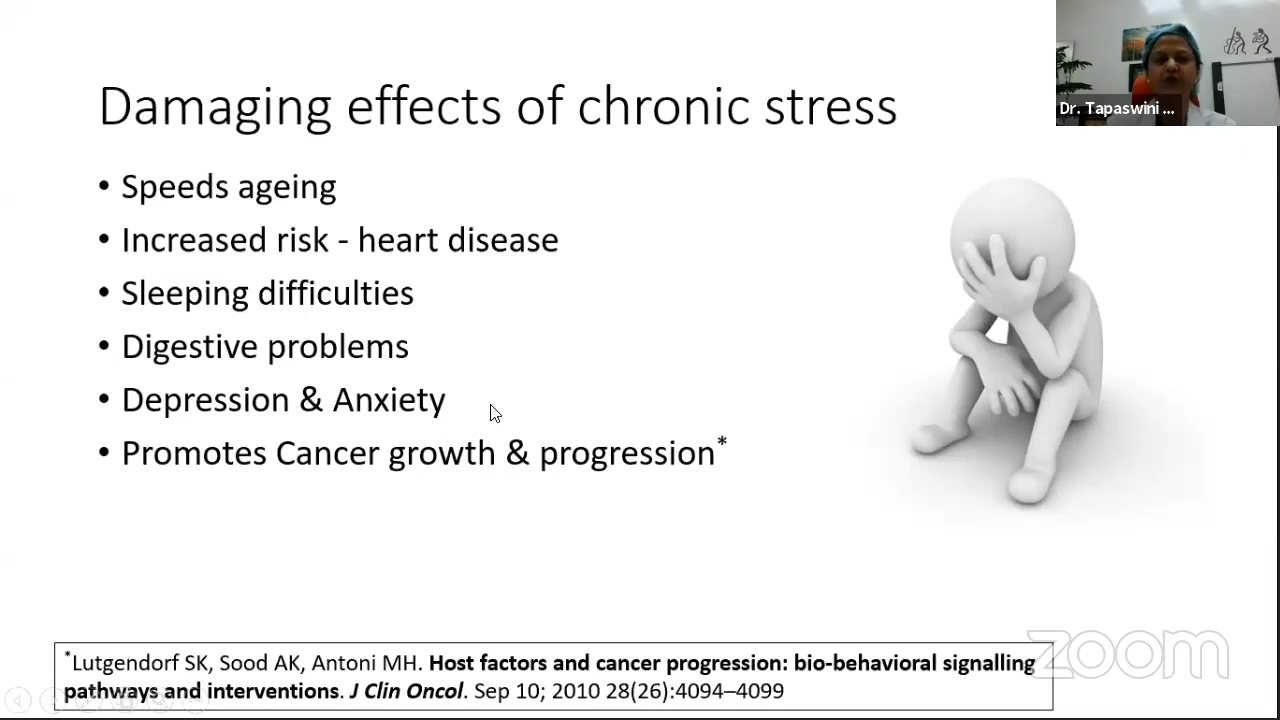 Damaging effects of chronic stress
• Speeds ageing
• Increased risk - heart disease
• Sleeping difficulties
• Digestive problems
• Depression & Anxiety
• Promotes Cancer growth & progression*
*Lutgendorf SK, Sood AK, Antoni MH. Host factors and cancer progression: bio-behavioral signalling
pathways and interventions. J Clin Oncol. Sep 10; 2010 28(26):4094–4099
Dr. Tapaswini ...
zoom